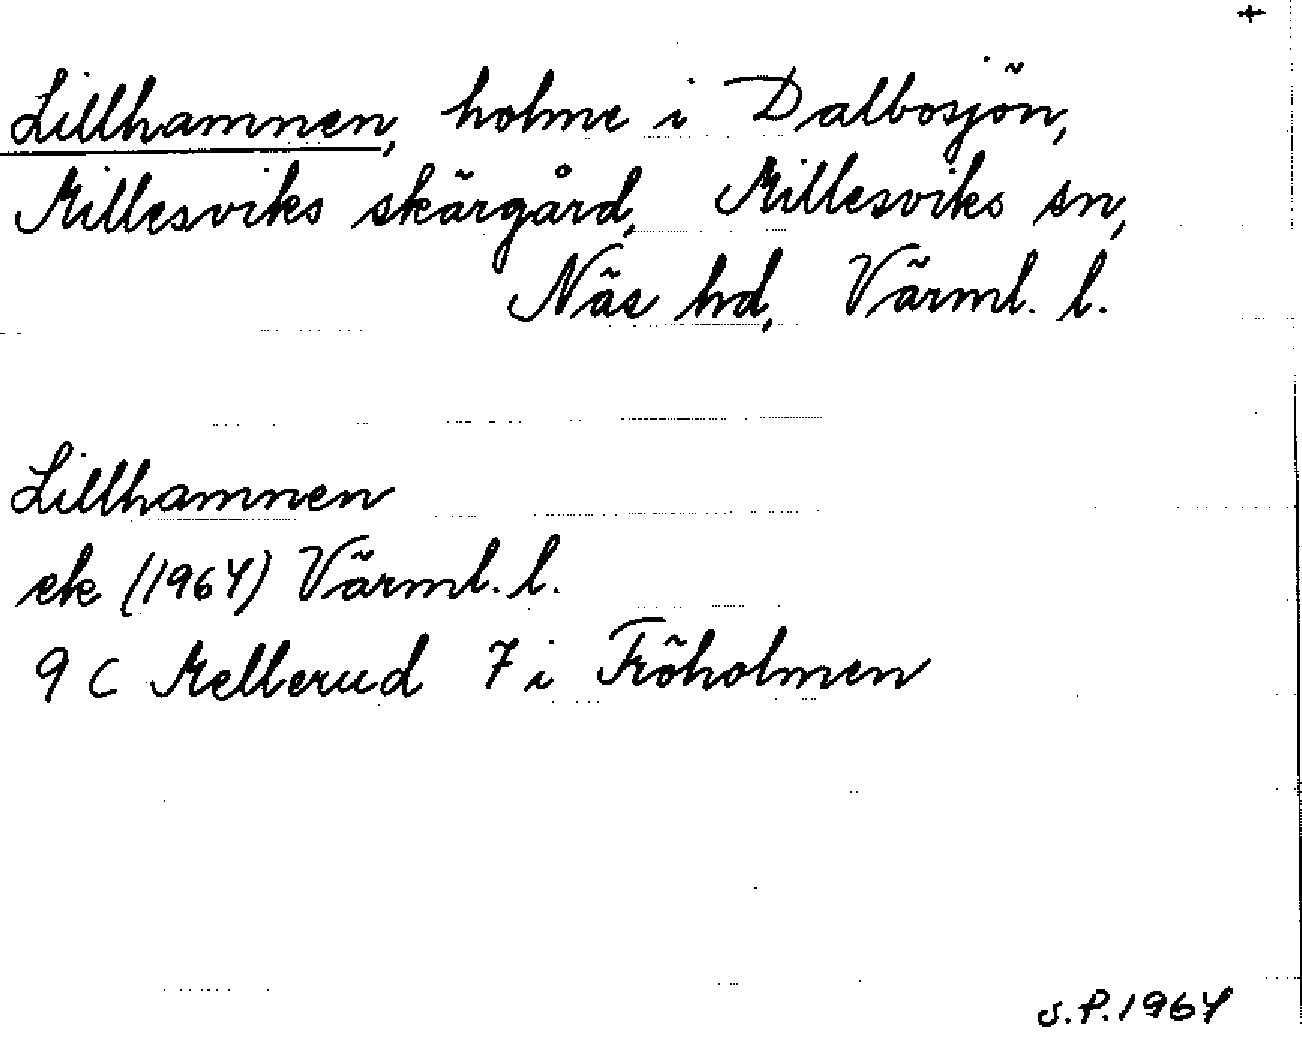 +
Lillhamnen, holme i Dalbosjön,
Millesviks skärgård, Millesviks sn,
Näs hd, Värml. l.
Lillhamnen
ek (1964) Värml. l.
9 C Mellerud 7 i Fröholmen
S.P. 1964